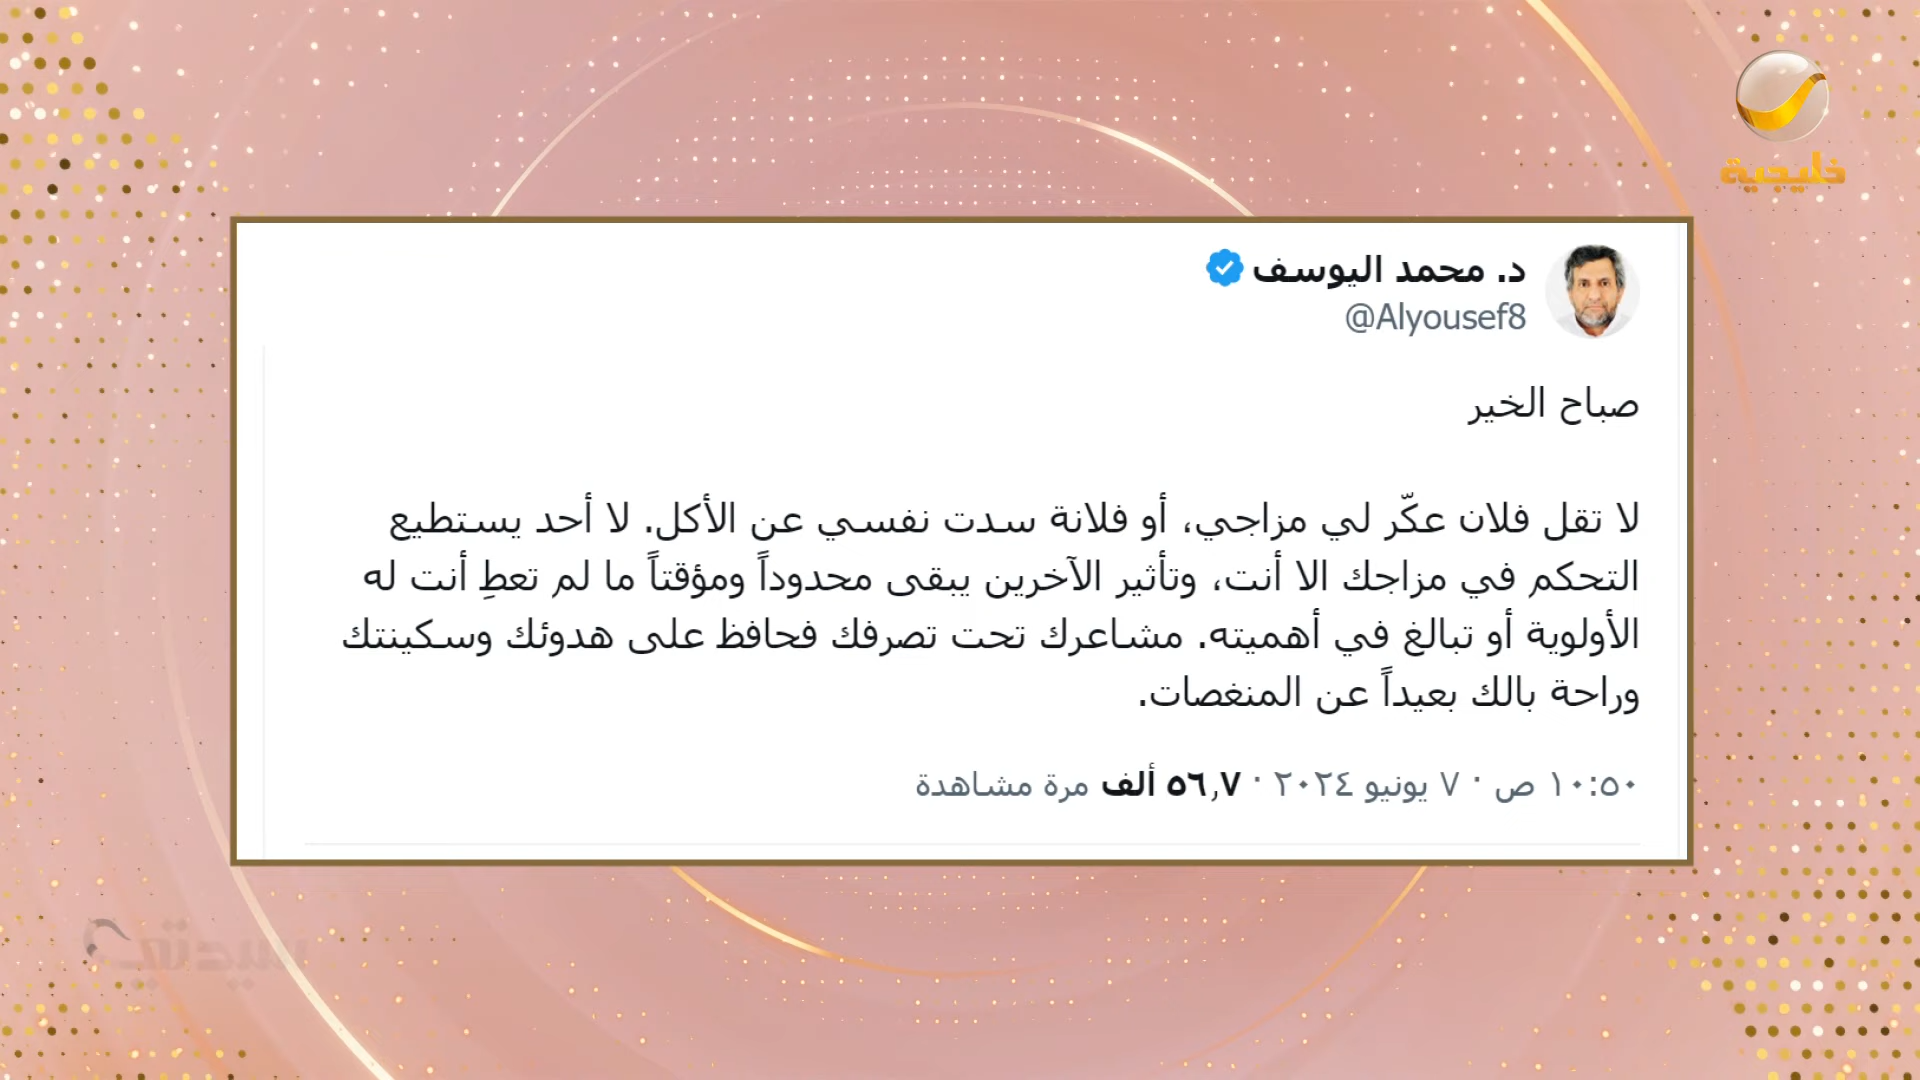 خليجية
د. محمد اليوسف
@Alyousef8
صباح الخير
لا تقل فلان عكّر لي مزاجي، أو فلانة سدت نفسي عن الأكل. لا أحد يستطيع
التحكم في مزاجك الا أنت، وتأثير الآخرين يبقى محدوداً ومؤقتاً ما لم تعطِ أنت له
الأولوية أو تبالغ في أهميته. مشاعرك تحت تصرفك فحافظ على هدوئك وسكينتك
وراحة بالك بعيداً عن المنغصات.
١٠:٥٠ ص · ٧ يونيو ٢٠٢٤ · ٥٦٫٧ ألف مرة مشاهدة
سيدتي